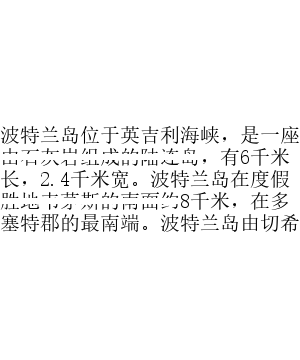 波特兰岛位于英吉利海峡，是一座
由石灰岩组成的陆连岛，有6千米
长，2.4千米宽。波特兰岛在度假
胜地韦茅斯的南面约8千米，在多
塞特郡的最南端。波特兰岛由切希